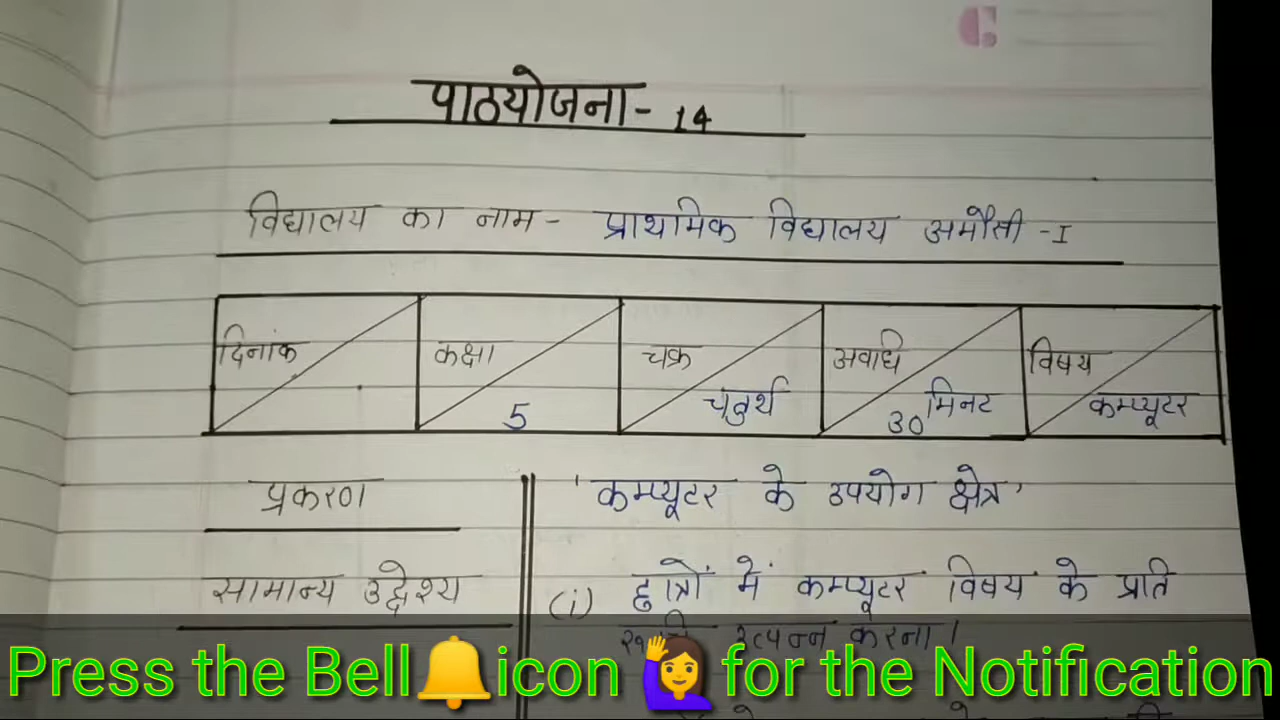 पाठयोजना - 14
विद्यालय का नाम - प्राथमिक विद्यालय अमौसी - I
दिनांक कक्षा 5 चक्र चतुर्थ अवधि 30 मिनट विषय कम्प्यूटर
प्रकरण 'कम्प्यूटर के उपयोग क्षेत्र'
सामान्य उद्देश्य (i) छात्रों में कम्प्यूटर विषय के प्रति
उत्पन्न करना।
Press the Bell🔔icon 🙋‍♀️for the Notification